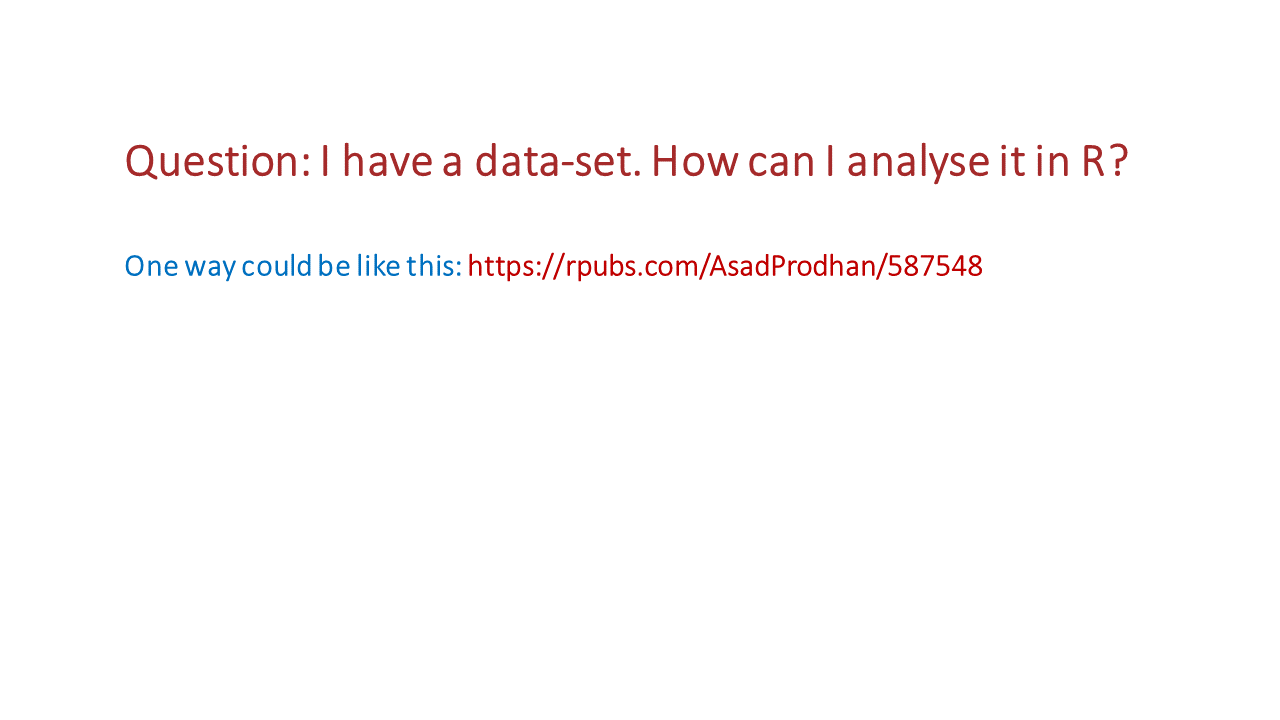 Question: I have a data-set. How can I analyse it in R?
One way could be like this: https://rpubs.com/AsadProdhan/587548